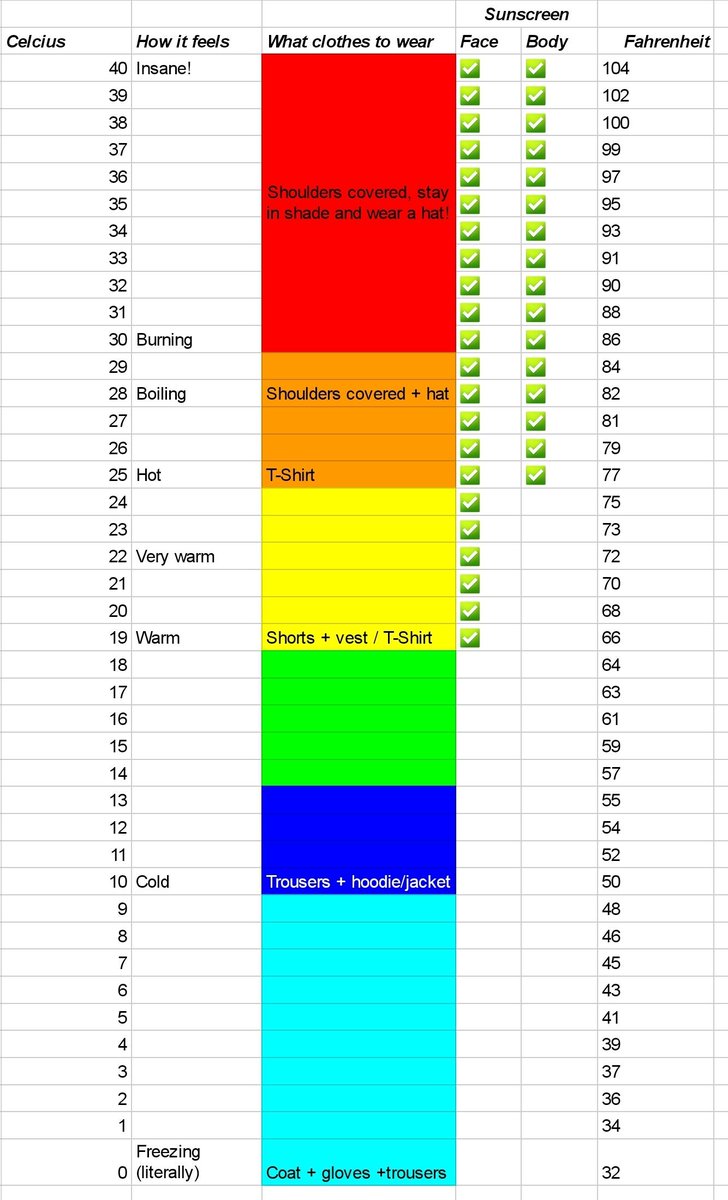 Sunscreen
Celcius How it feels What clothes to wear Face Body Fahrenheit
40 Insane! 104
39 102
38 100
37 99
36 97
Shoulders covered, stay
35 95
in shade and wear a hat!
34 93
33 91
32 90
31 88
30 Burning 86
29 84
28 Boiling Shoulders covered + hat 82
27 81
26 79
25 Hot T-Shirt 77
24 75
23 73
22 Very warm 72
21 70
20 68
19 Warm Shorts + vest / T-Shirt 66
18 64
17 63
16 61
15 59
14 57
13 55
12 54
11 52
10 Cold Trousers + hoodie/jacket 50
9 48
8 46
7 45
6 43
5 41
4 39
3 37
2 36
1 34
Freezing
0 (literally) Coat + gloves +trousers 32